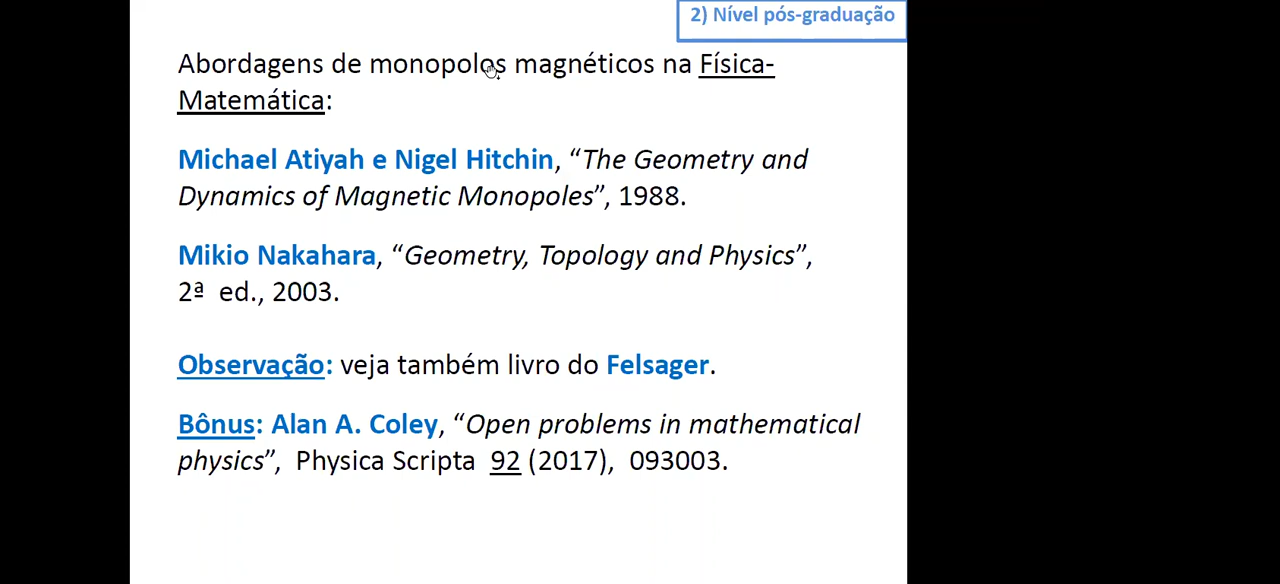 2) Nível pós-graduação
Abordagens de monopolos magnéticos na Física-
Matemática:
Michael Atiyah e Nigel Hitchin, “The Geometry and
Dynamics of Magnetic Monopoles”, 1988.
Mikio Nakahara, “Geometry, Topology and Physics”,
2ª ed., 2003.
Observação: veja também livro do Felsager.
Bônus: Alan A. Coley, “Open problems in mathematical
physics”, Physica Scripta 92 (2017), 093003.